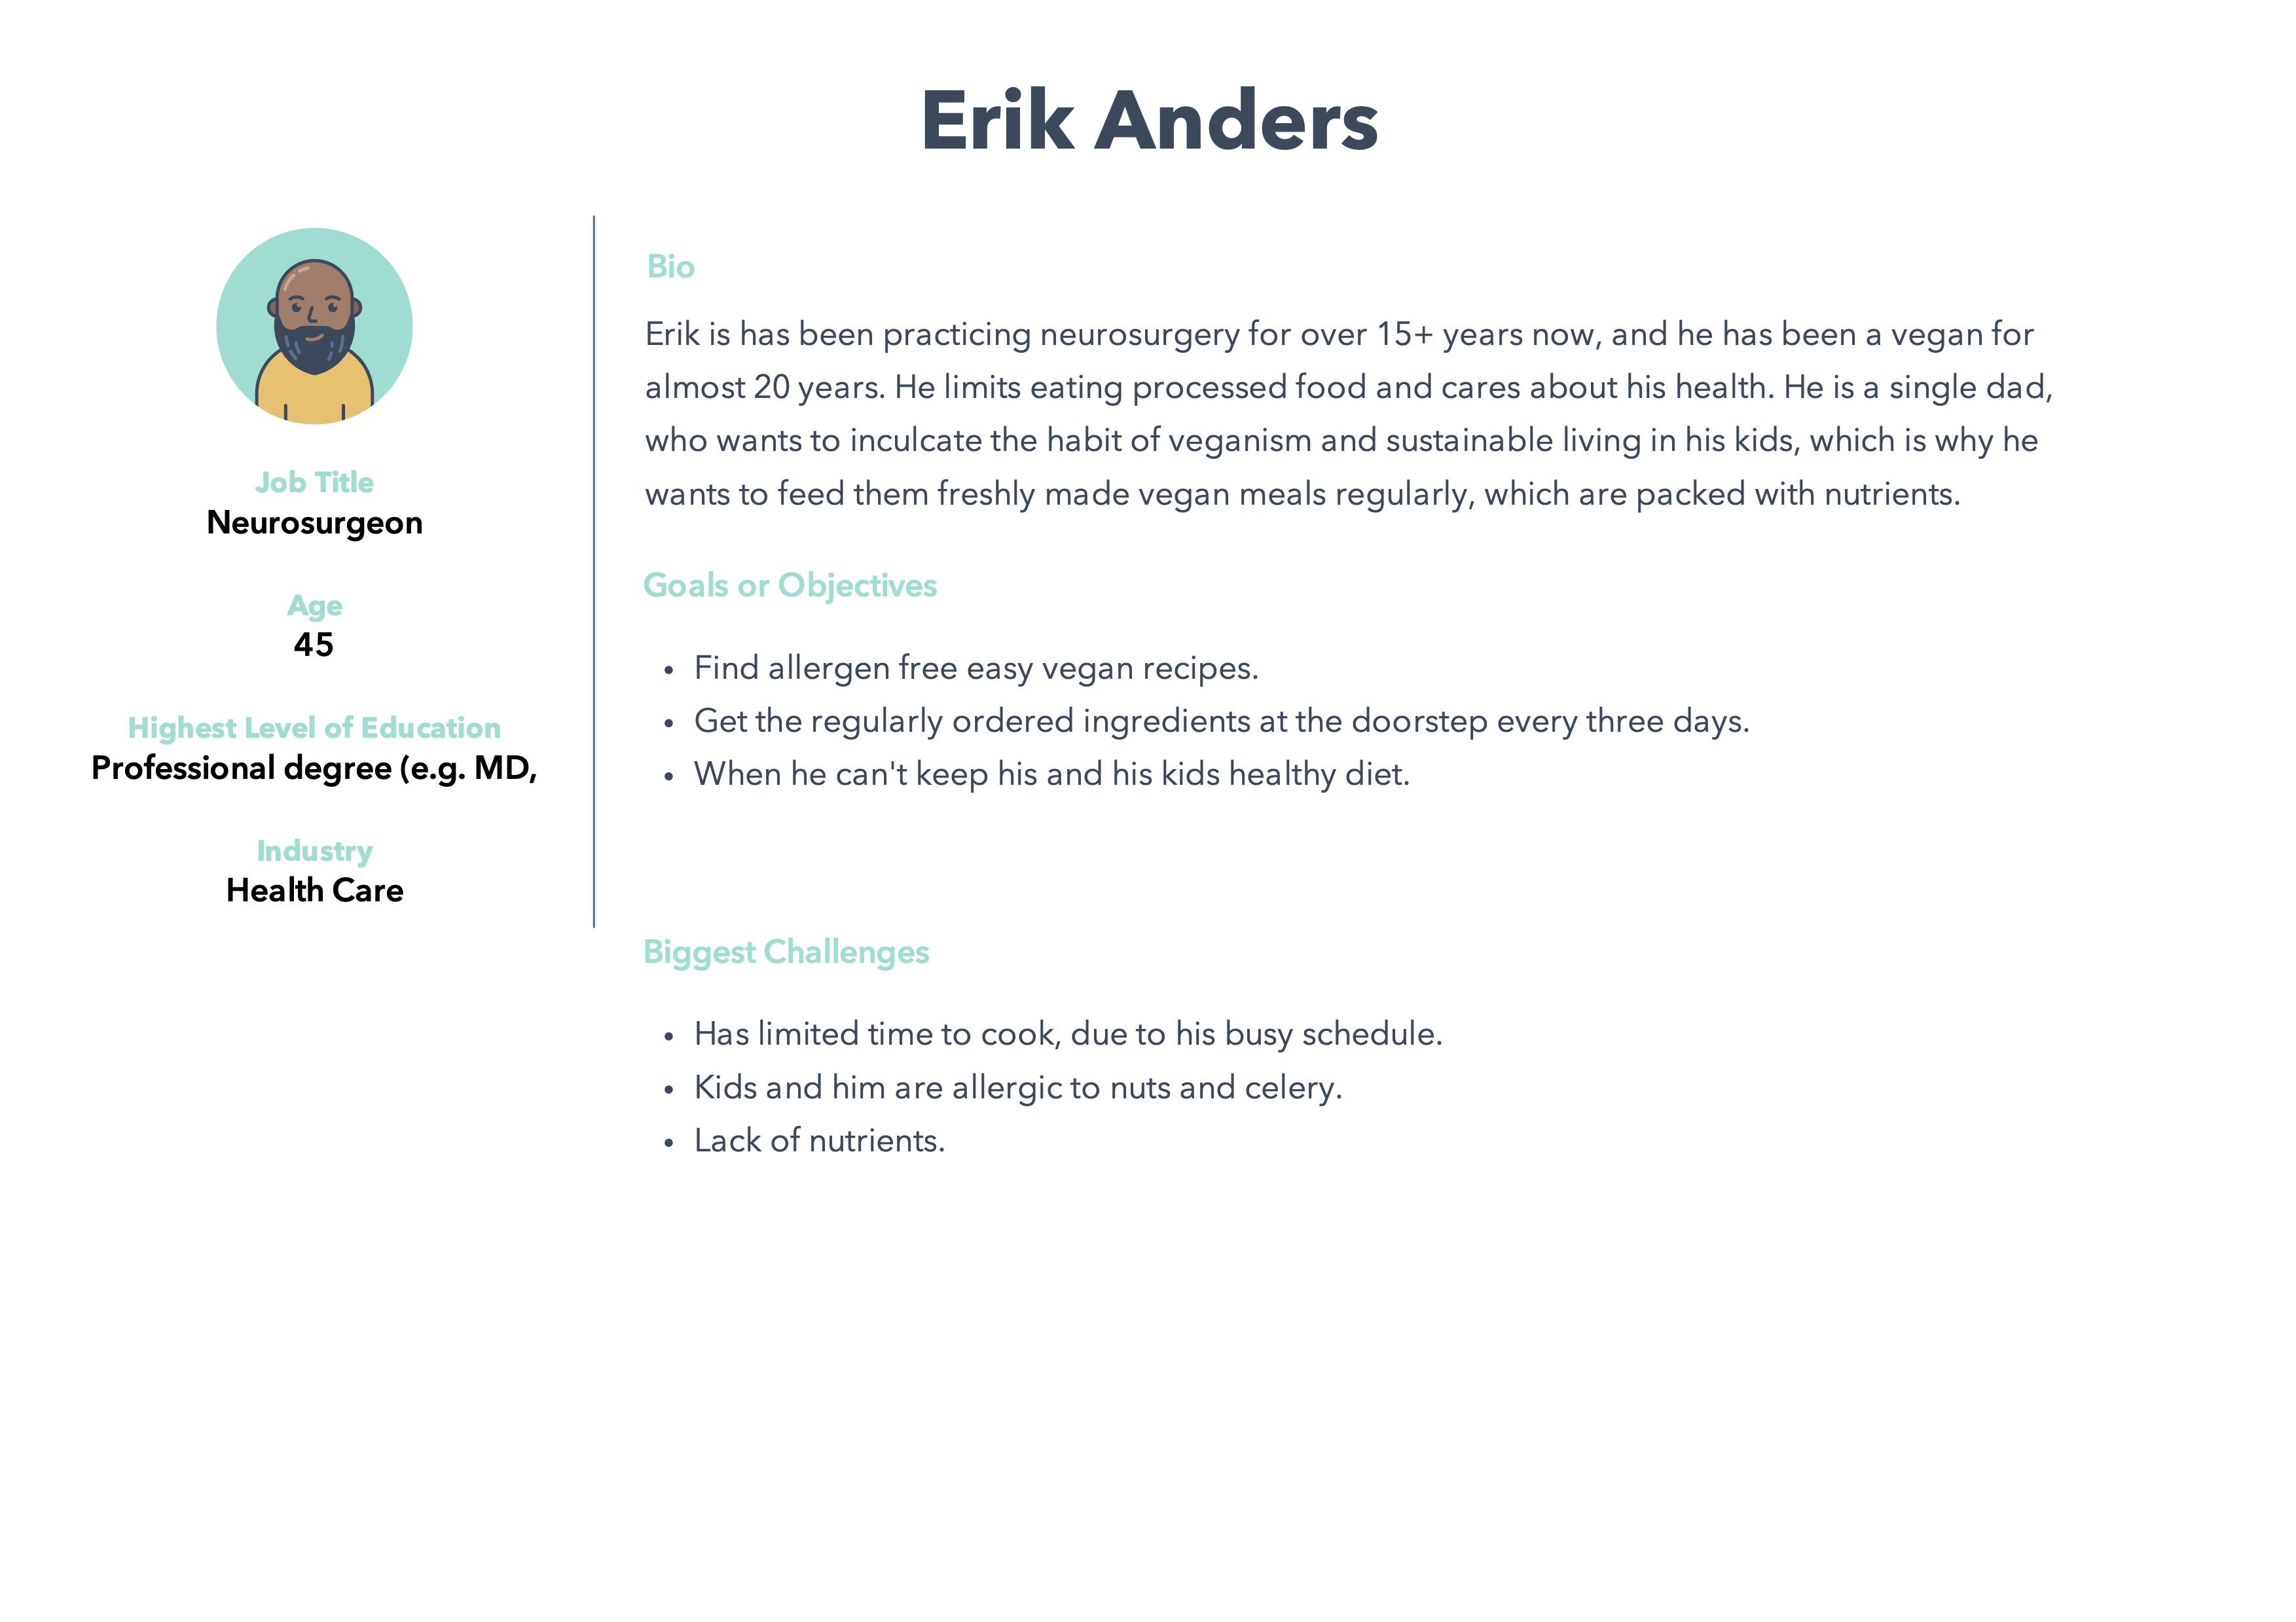 Erik Anders
Job Title
Neurosurgeon
Age
45
Highest Level of Education
Professional degree (e.g. MD,
Industry
Health Care
Bio
Erik is has been practicing neurosurgery for over 15+ years now, and he has been a vegan for
almost 20 years. He limits eating processed food and cares about his health. He is a single dad,
who wants to inculcate the habit of veganism and sustainable living in his kids, which is why he
wants to feed them freshly made vegan meals regularly, which are packed with nutrients.
Goals or Objectives
• Find allergen free easy vegan recipes.
• Get the regularly ordered ingredients at the doorstep every three days.
• When he can't keep his and his kids healthy diet.
Biggest Challenges
• Has limited time to cook, due to his busy schedule.
• Kids and him are allergic to nuts and celery.
• Lack of nutrients.